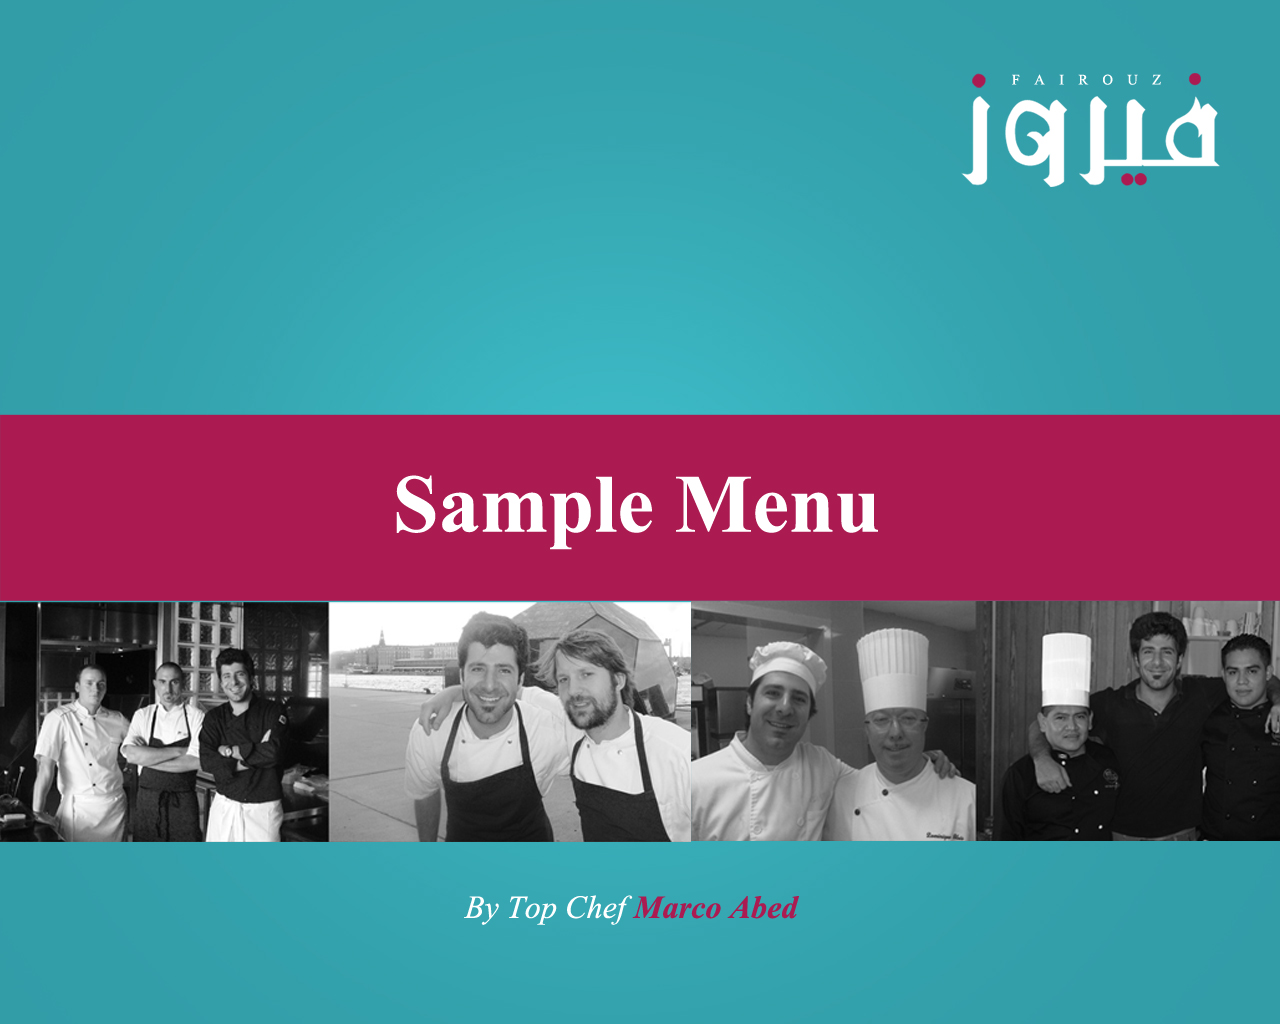 FAIROUZ
فيروز
Sample Menu
By Top Chef Marco Abed